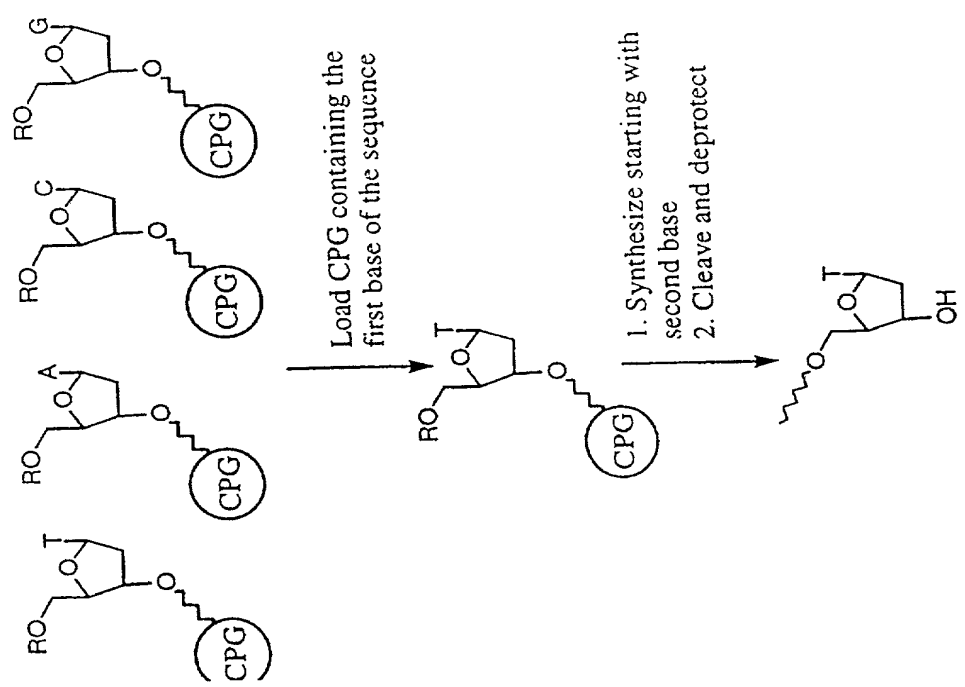 RO
O
T
O
CPG
RO
O
A
O
CPG
RO
O
C
O
CPG
RO
O
G
O
CPG
Load CPG containing the
first base of the sequence
RO
O
T
O
CPG
1. Synthesize starting with
second base
2. Cleave and deprotect
O
O
T
OH